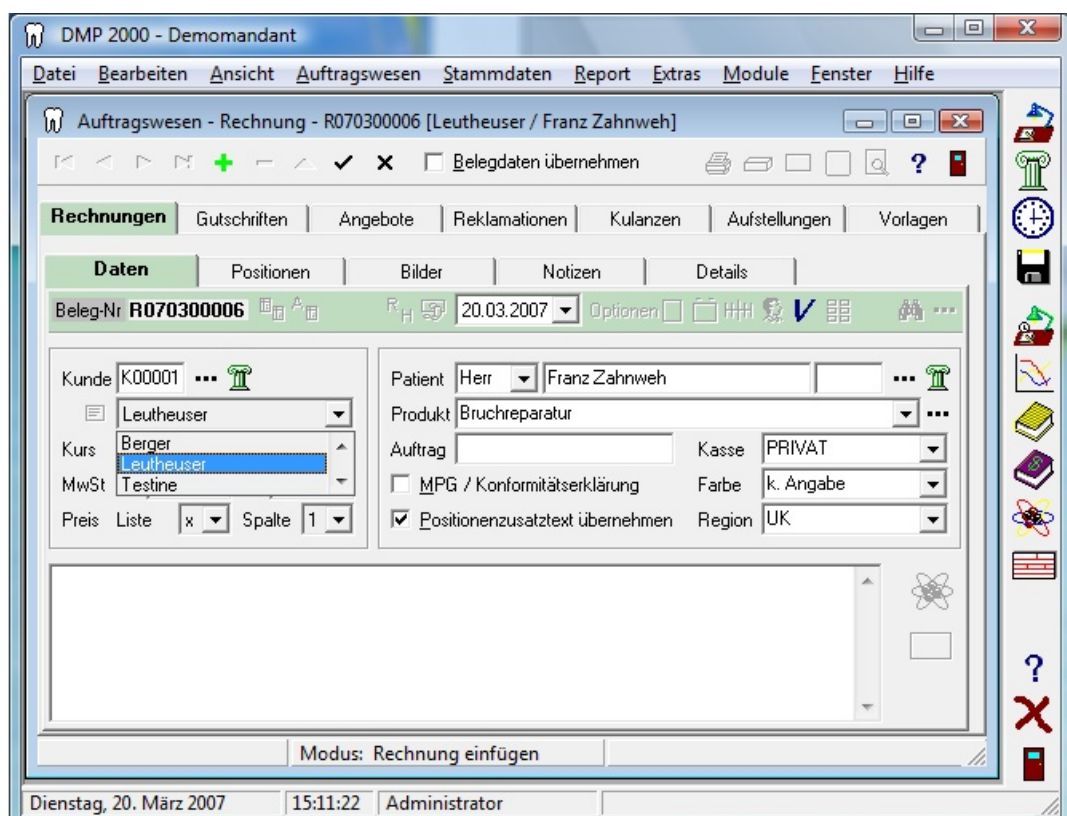 DMP 2000 - Demomandant
Datei Bearbeiten Ansicht Auftragswesen Stammdaten Report Extras Module Fenster Hilfe
Auftragswesen - Rechnung - R070300006 [Leutheuser / Franz Zahnweh]
Belegdaten übernehmen ?
Rechnungen Gutschriften Angebote Reklamationen Kulanzen Aufstellungen Vorlagen
Daten Positionen Bilder Notizen Details
Beleg-Nr R070300006 A RH 20.03.2007 Optionen V
Kunde K00001 Patient Herr Franz Zahnweh
Leutheuser Produkt Bruchreparatur
Kurs Berger Auftrag Kasse PRIVAT
Leutheuser
MwSt Testine MPG / Konformitätserklärung Farbe k. Angabe
Preis Liste x Spalte 1 Positionenzusatztext übernehmen Region UK
Modus: Rechnung einfügen
?
Dienstag, 20. März 2007 15:11:22 Administrator